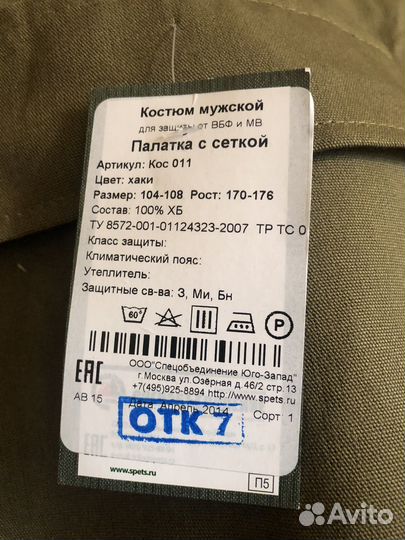 Костюм мужской
для защиты от ВБФ и МВ
Палатка с сеткой
Артикул: Кос 011
Цвет: хаки
Размер: 104-108 Рост: 170-176
Состав: 100% ХБ
ТУ 8572-001-01124323-2007 ТР ТС 0
Класс защиты:
Климатический пояс:
Утеплитель:
Защитные св-ва: З, Ми, Бн
60°
P
ЕАС
ООО"Спецобъединение Юго-Запад"
г.Москва ул.Озёрная д.46/2 стр.13
+7(495)925-8894 http://www.spets.ru
АВ 15
Дата: Апрель 2014
Сорт: 1
ОТК 7
www.spets.ru
П5
Avito